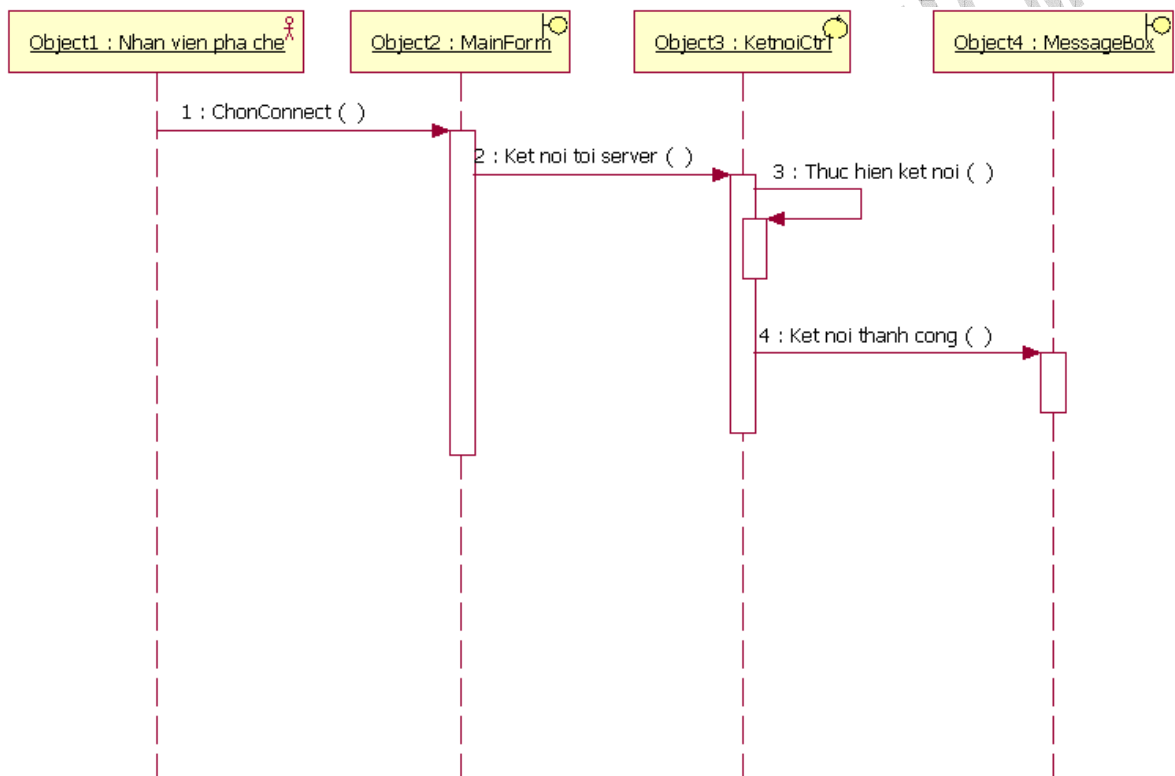 Object1 : Nhan vien pha che
Object2 : MainForm
Object3 : KetnoiCtrl
Object4 : MessageBox
1 : ChonConnect ( )
2 : Ket noi toi server ( )
3 : Thuc hien ket noi ( )
4 : Ket noi thanh cong ( )